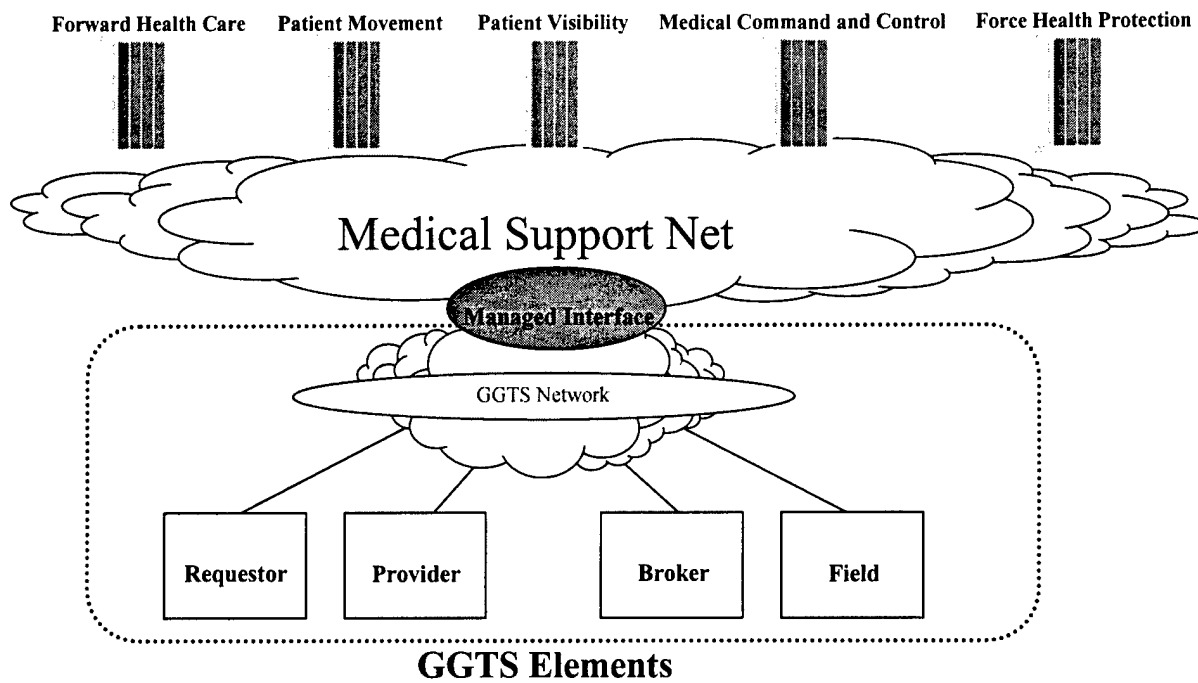 Forward Health Care
Patient Movement
Patient Visibility
Medical Command and Control
Force Health Protection
Medical Support Net
Managed Interface
GGTS Network
Requestor
Provider
Broker
Field
GGTS Elements